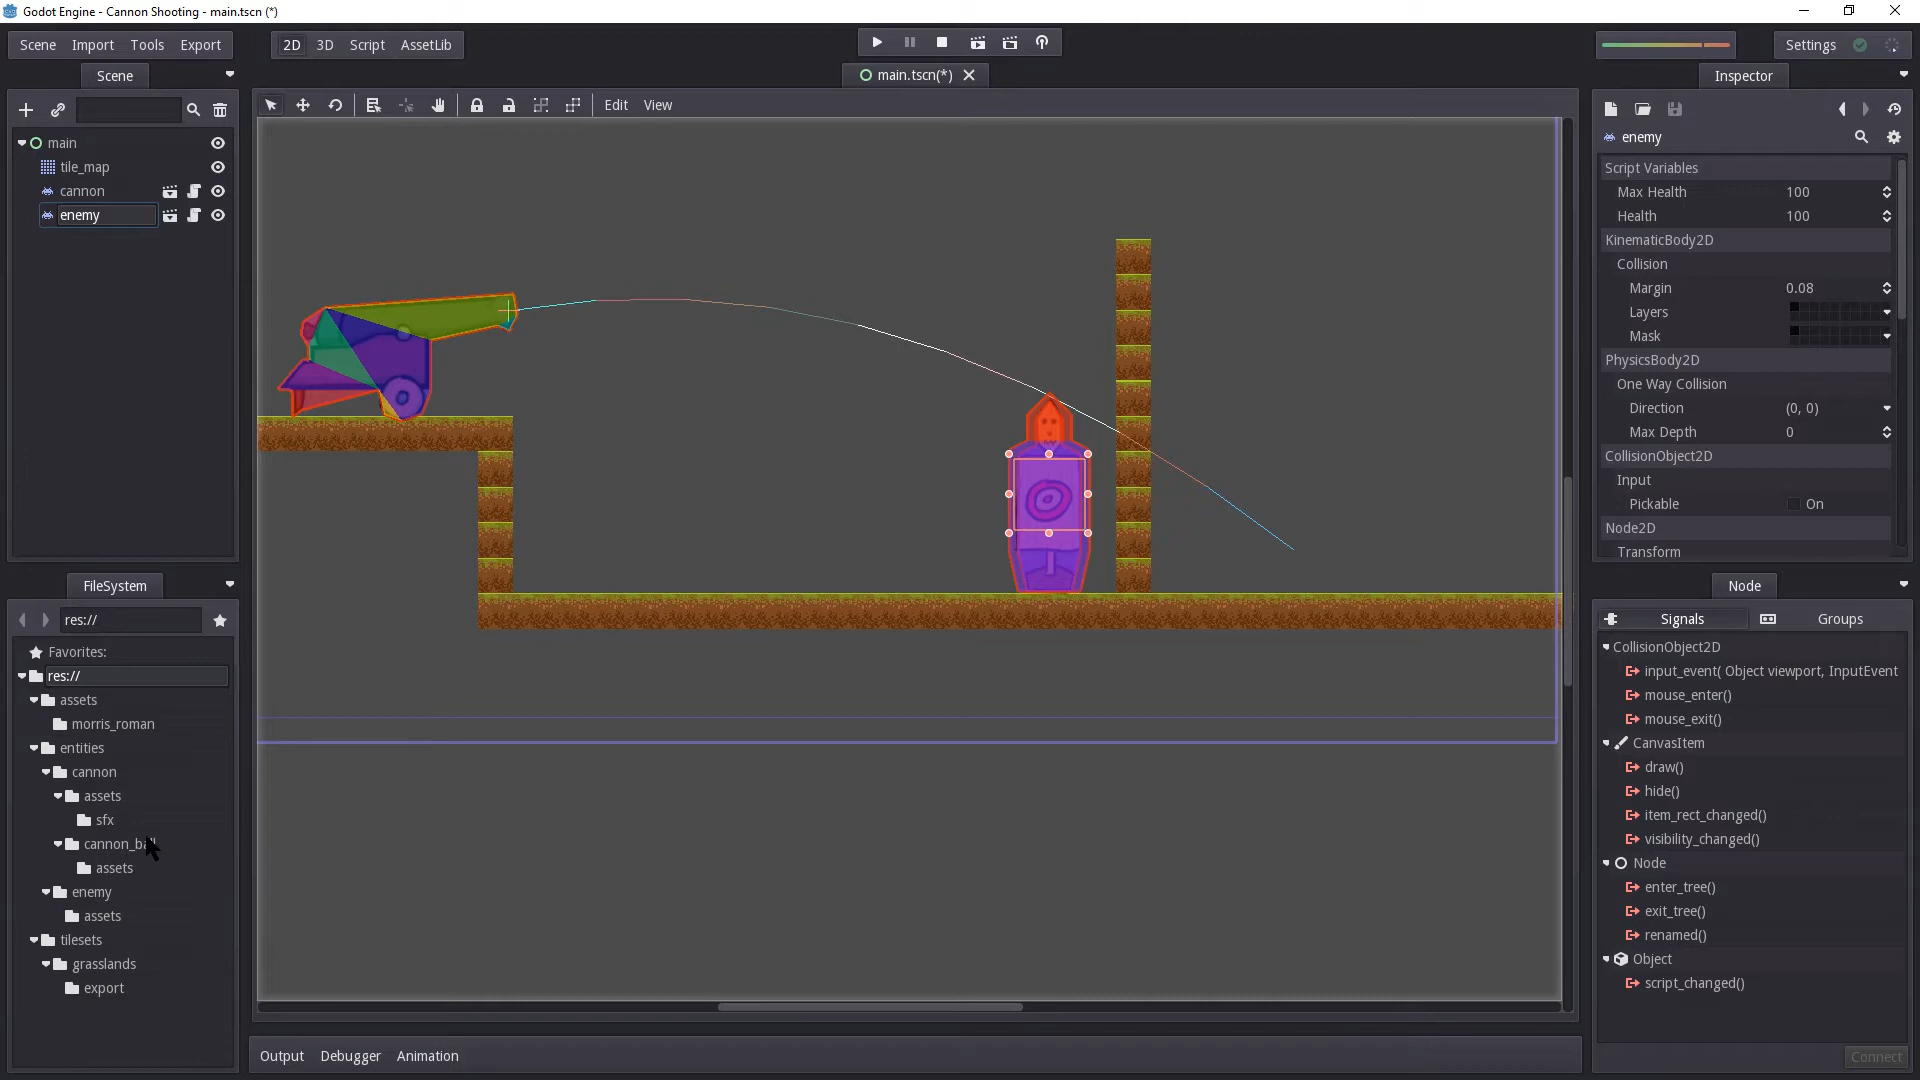 Godot Engine - Cannon Shooting - main.tscn (*)
Scene Import Tools Export
2D 3D Script AssetLib
Settings
Scene
main.tscn(*)
Inspector
Edit View
main
tile_map
cannon
enemy
enemy
Script Variables
Max Health 100
Health 100
KinematicBody2D
Collision
Margin 0.08
Layers
Mask
PhysicsBody2D
One Way Collision
Direction (0, 0)
Max Depth 0
CollisionObject2D
Input
Pickable On
Node2D
Transform
FileSystem
res://
Favorites:
res://
assets
morris_roman
entities
cannon
assets
sfx
cannon_ball
assets
enemy
assets
tilesets
grasslands
export
Node
Signals Groups
CollisionObject2D
input_event( Object viewport, InputEvent
mouse_enter()
mouse_exit()
CanvasItem
draw()
hide()
item_rect_changed()
visibility_changed()
Node
enter_tree()
exit_tree()
renamed()
Object
script_changed()
Connect
Output Debugger Animation